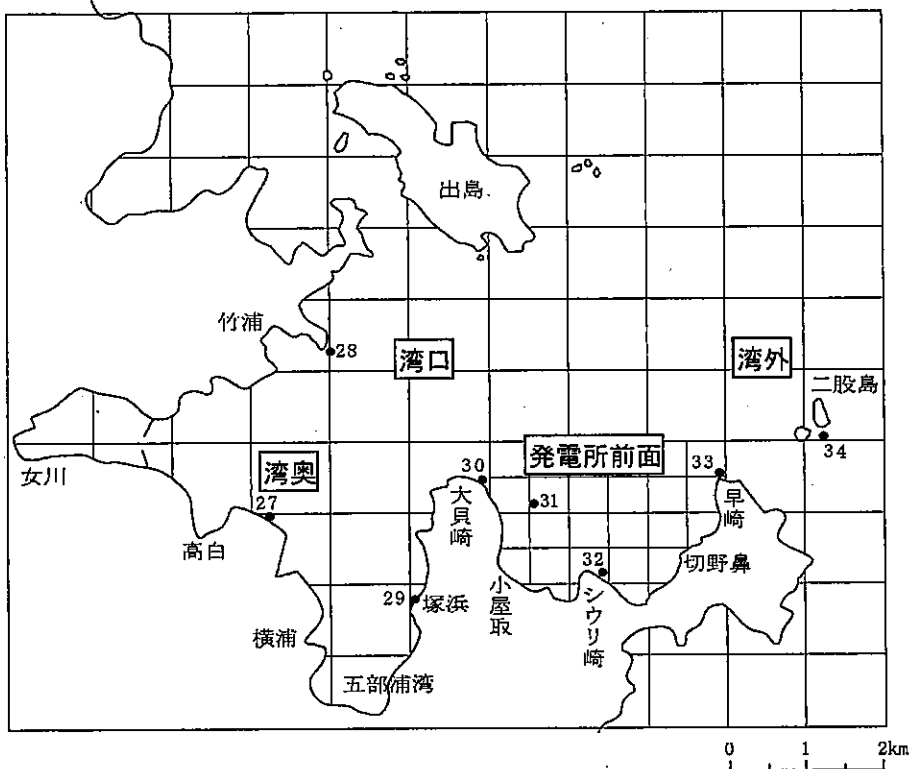 出島
竹浦
28
湾口
湾外
二股島
34
女川
湾奥
27
高白
30
大貝崎
発電所前面
31
33
早崎
切野鼻
32
29
塚浜
小屋取
シウリ崎
横浦
五部浦湾
0 1 2km